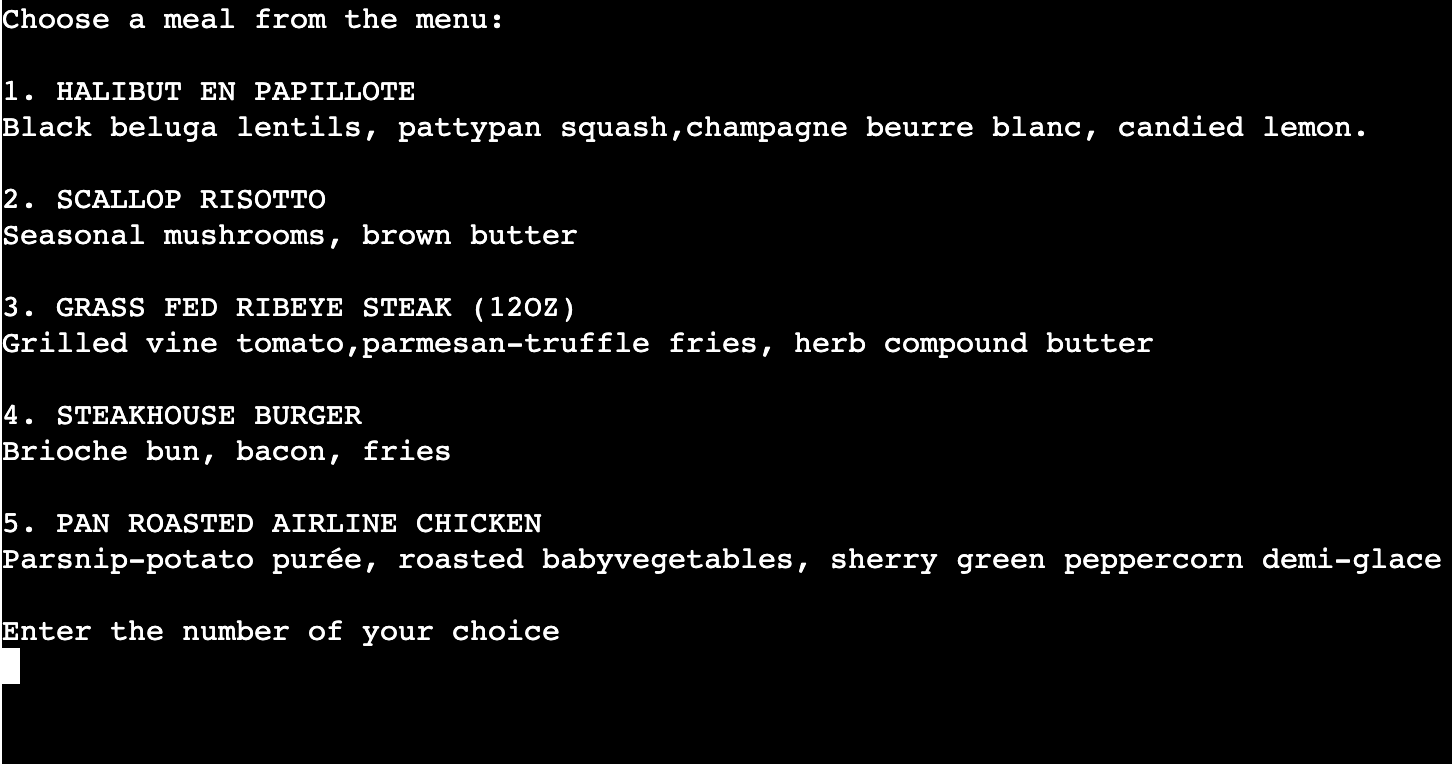 Choose a meal from the menu:
1. HALIBUT EN PAPILLOTE
Black beluga lentils, pattypan squash,champagne beurre blanc, candied lemon.
2. SCALLOP RISOTTO
Seasonal mushrooms, brown butter
3. GRASS FED RIBEYE STEAK (12OZ)
Grilled vine tomato,parmesan-truffle fries, herb compound butter
4. STEAKHOUSE BURGER
Brioche bun, bacon, fries
5. PAN ROASTED AIRLINE CHICKEN
Parsnip-potato purée, roasted babyvegetables, sherry green peppercorn demi-glace
Enter the number of your choice